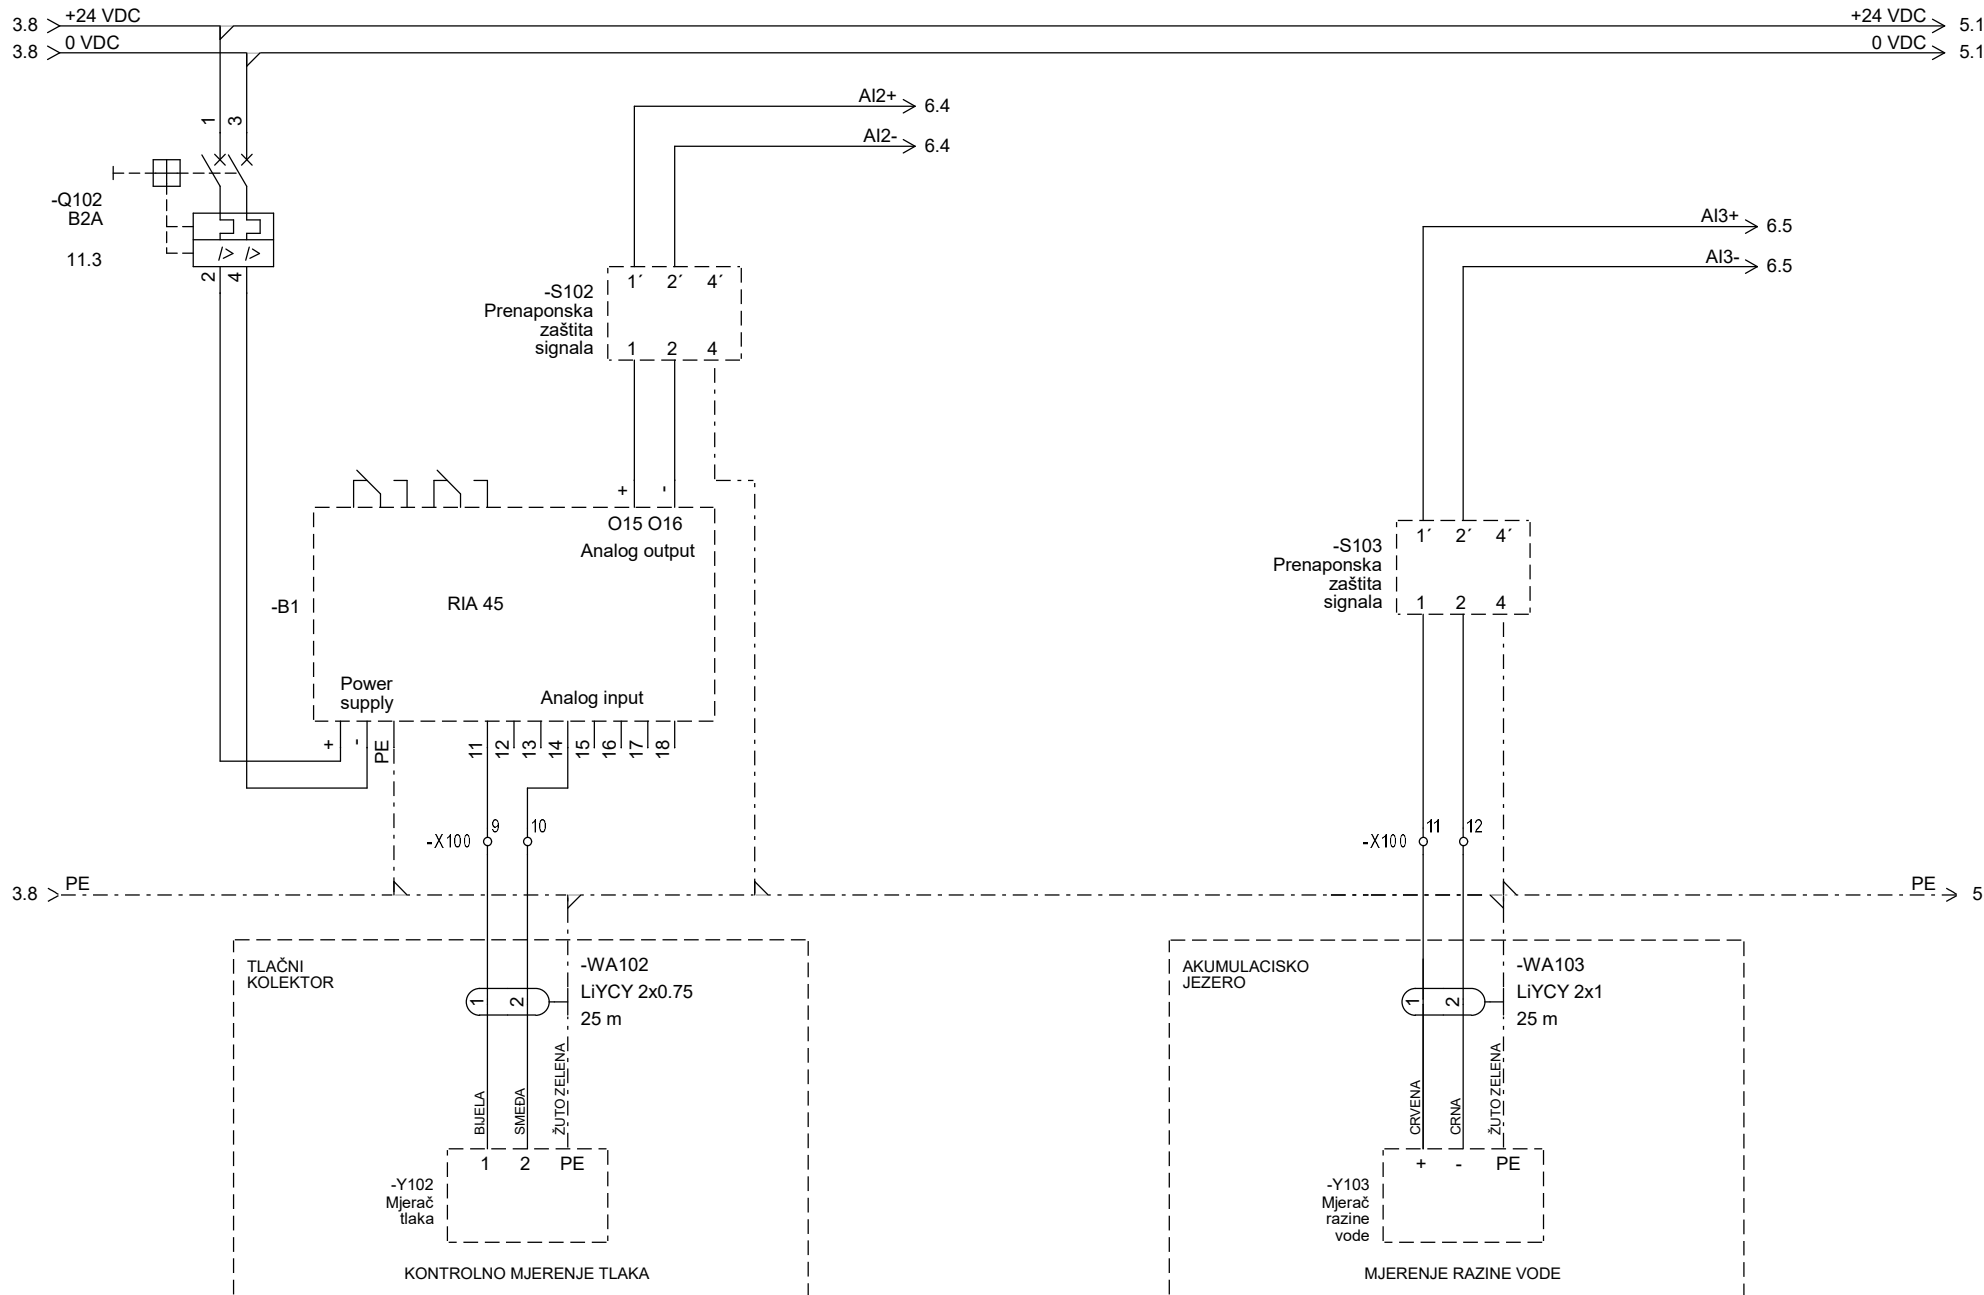 3.8 +24 VDC +24 VDC 5.1
3.8 0 VDC 0 VDC 5.1
AI2+ 6.4
AI2- 6.4
1 3
-Q102
B2A
11.3
2 4
AI3+ 6.5
AI3- 6.5
-S102
Prenaponska
zaštita
signala
1´ 2´ 4´
1 2 4
+ -
O15 O16
Analog output
-B1
RIA 45
Power
supply
Analog input
+ - PE 11 12 13 14 15 16 17 18
-S103
Prenaponska
zaštita
signala
1´ 2´ 4´
1 2 4
-X100 9 10
-X100 11 12
3.8 PE PE 5
TLAČNI
KOLEKTOR
-WA102
LiYCY 2x0.75
25 m
1 2
BIJELA SMEĐA ŽUTO ZELENA
1 2 PE
-Y102
Mjerač
tlaka
KONTROLNO MJERENJE TLAKA
AKUMULACISKO
JEZERO
-WA103
LiYCY 2x1
25 m
1 2
CRVENA CRNA ŽUTO ZELENA
+ - PE
-Y103
Mjerač
razine
vode
MJERENJE RAZINE VODE